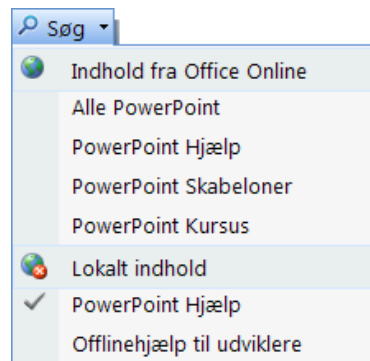 Søg
Indhold fra Office Online
Alle PowerPoint
PowerPoint Hjælp
PowerPoint Skabeloner
PowerPoint Kursus
Lokalt indhold
PowerPoint Hjælp
Offlinehjælp til udviklere